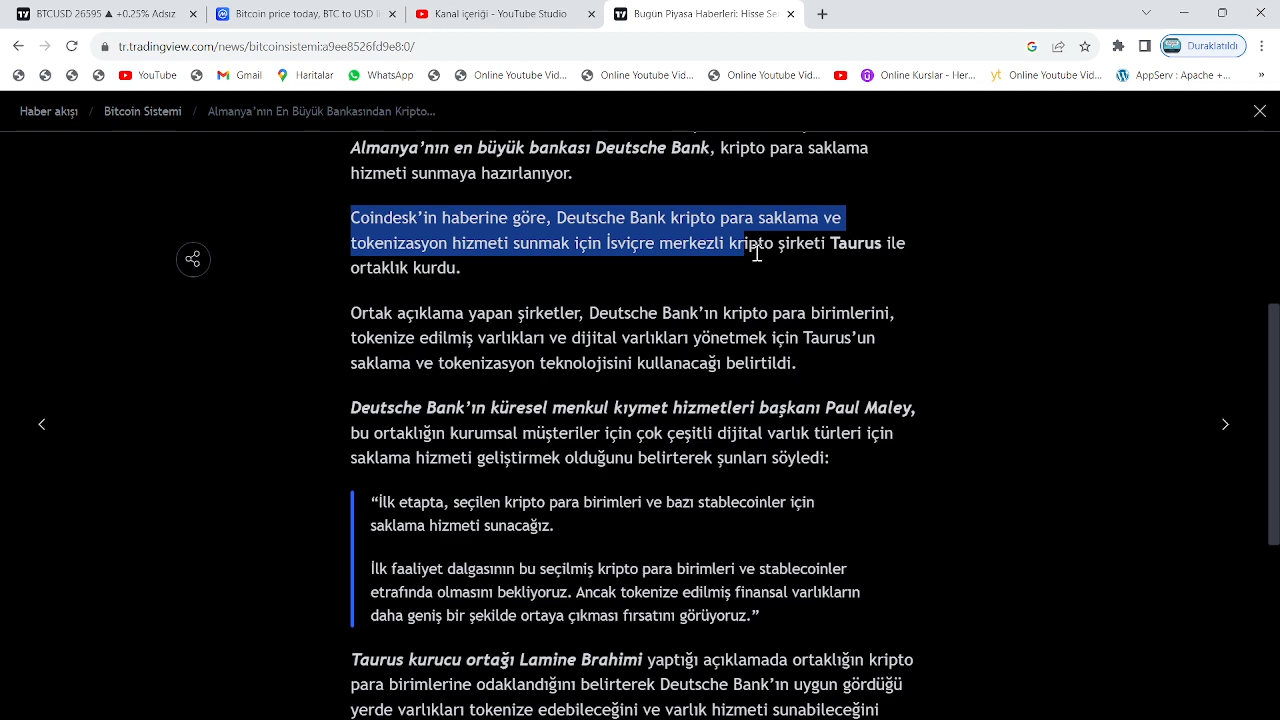 BTCUSD 26595 ▲ +0.25% Adsız
Bitcoin price today, BTC to USD li
Kanal içeriği - YouTube Studio
Bugün Piyasa Haberleri: Hisse Se
tr.tradingview.com/news/bitcoinsistemi:a9ee8526fd9e8:0/
Duraklatıldı
YouTube
Gmail
Haritalar
WhatsApp
Online Youtube Vid...
Online Youtube Vid...
Online Youtube Vid...
Online Kurslar - Her...
yt Online Youtube Vid...
AppServ : Apache +...
»
Haber akışı / Bitcoin Sistemi / Almanya’nın En Büyük Bankasından Kripto...
Almanya’nın en büyük bankası Deutsche Bank, kripto para saklama
hizmeti sunmaya hazırlanıyor.
Coindesk’in haberine göre, Deutsche Bank kripto para saklama ve
tokenizasyon hizmeti sunmak için İsviçre merkezli kripto şirketi Taurus ile
ortaklık kurdu.
Ortak açıklama yapan şirketler, Deutsche Bank’ın kripto para birimlerini,
tokenize edilmiş varlıkları ve dijital varlıkları yönetmek için Taurus’un
saklama ve tokenizasyon teknolojisini kullanacağı belirtildi.
Deutsche Bank’ın küresel menkul kıymet hizmetleri başkanı Paul Maley,
bu ortaklığın kurumsal müşteriler için çok çeşitli dijital varlık türleri için
saklama hizmeti geliştirmek olduğunu belirterek şunları söyledi:
“İlk etapta, seçilen kripto para birimleri ve bazı stablecoinler için
saklama hizmeti sunacağız.
İlk faaliyet dalgasının bu seçilmiş kripto para birimleri ve stablecoinler
etrafında olmasını bekliyoruz. Ancak tokenize edilmiş finansal varlıkların
daha geniş bir şekilde ortaya çıkması fırsatını görüyoruz.”
Taurus kurucu ortağı Lamine Brahimi yaptığı açıklamada ortaklığın kripto
para birimlerine odaklandığını belirterek Deutsche Bank’ın uygun gördüğü
yerde varlıkları tokenize edebileceğini ve varlık hizmeti sunabileceğini